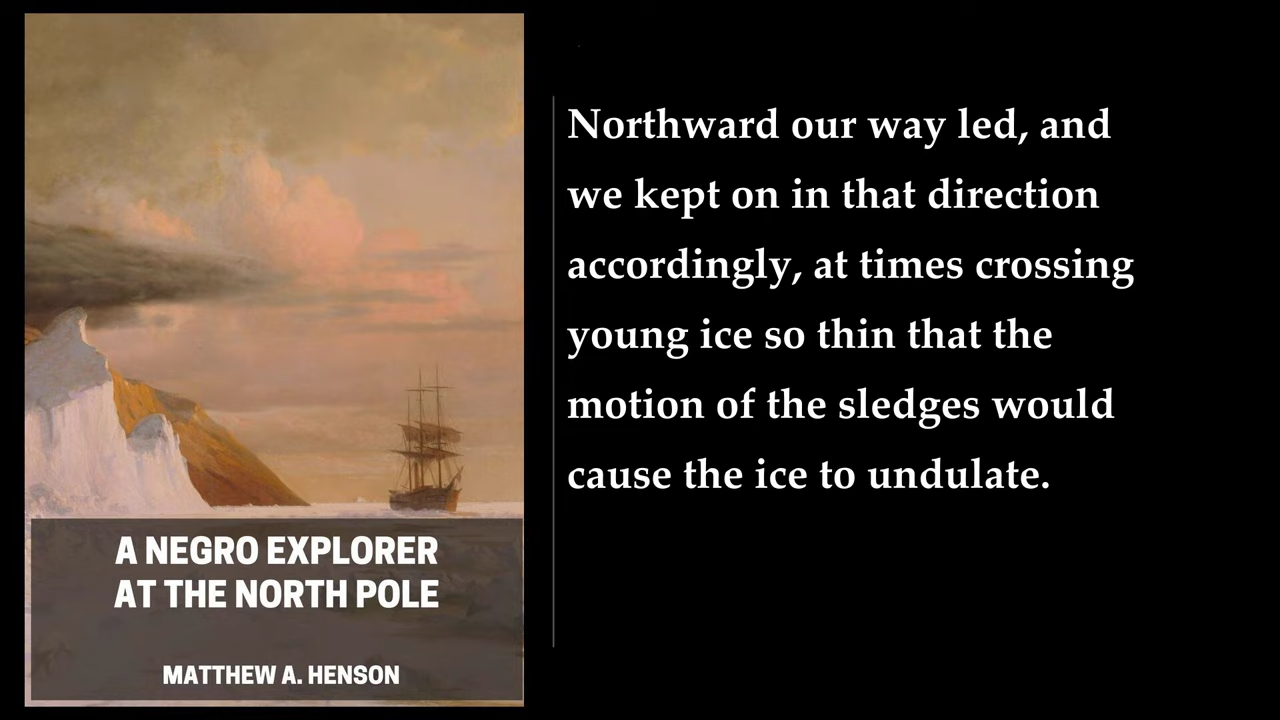 A NEGRO EXPLORER
AT THE NORTH POLE
MATTHEW A. HENSON
Northward our way led, and
we kept on in that direction
accordingly, at times crossing
young ice so thin that the
motion of the sledges would
cause the ice to undulate.